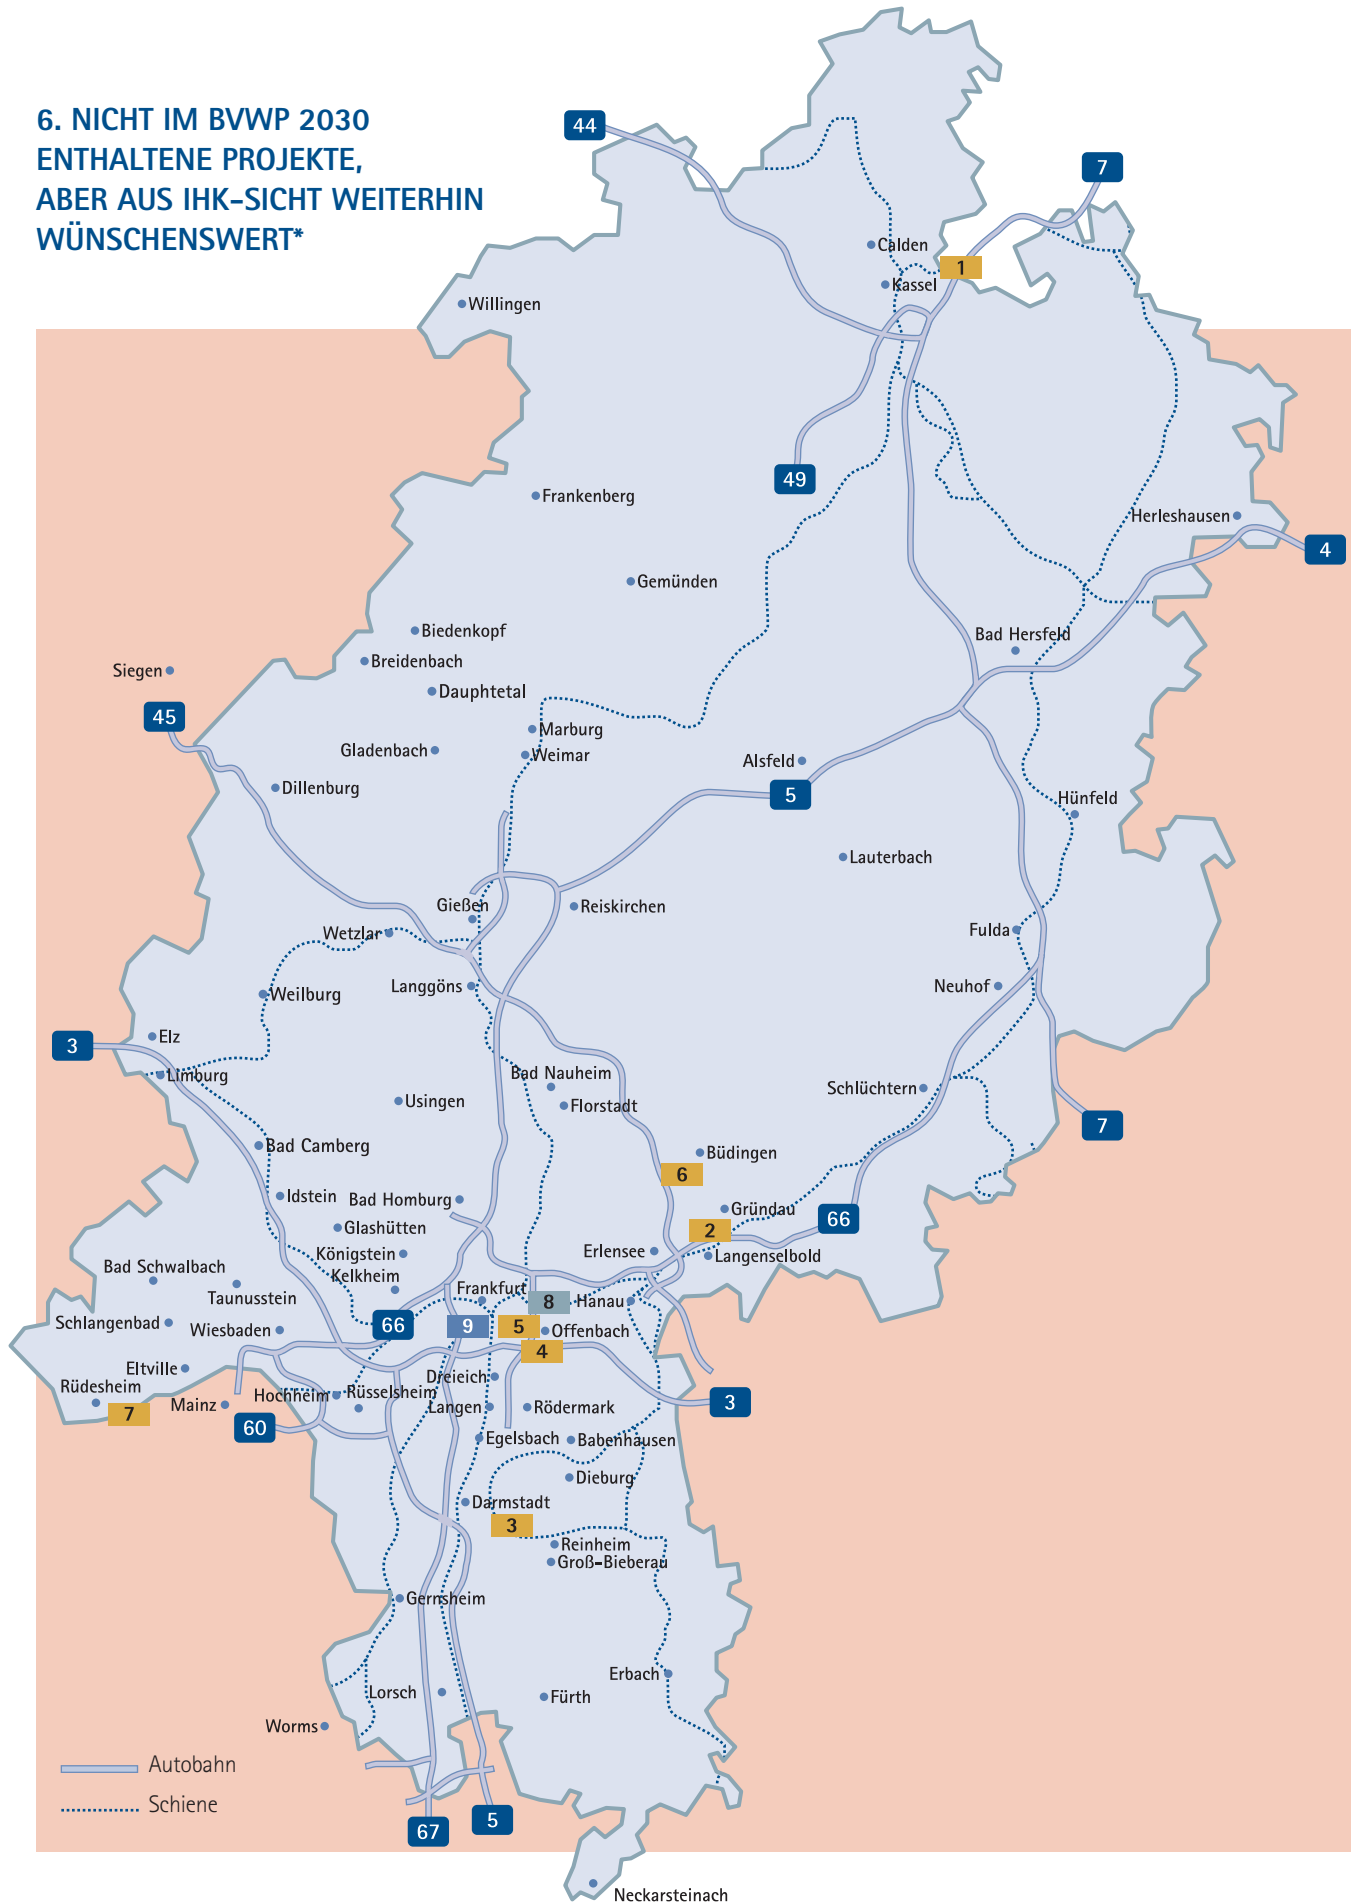 6. NICHT IM BVWP 2030
ENTHALTENE PROJEKTE,
ABER AUS IHK-SICHT WEITERHIN
WÜNSCHENSWERT*
44
7
Calden
1
Kassel
Willingen
49
Frankenberg
Herleshausen
4
Gemünden
Biedenkopf
Bad Hersfeld
Breidenbach
Siegen
Dauphtetal
45
Marburg
Gladenbach
Weimar
Alsfeld
Dillenburg
5
Hünfeld
Lauterbach
Gießen
Reiskirchen
Wetzlar
Fulda
Langgöns
Neuhof
Weilburg
3
Elz
Limburg
Bad Nauheim
Schlüchtern
Usingen
Florstadt
7
Bad Camberg
Büdingen
6
Idstein
Bad Homburg
Gründau
66
Glashütten
2
Königstein
Erlensee
Langenselbold
Bad Schwalbach
Kelkheim
Taunusstein
Frankfurt
8
Hanau
Schlangenbad
Wiesbaden
66
9
5
Offenbach
4
Eltville
Dreieich
Rüdesheim
Hochheim
Rüsselsheim
3
7
Mainz
Langen
Rödermark
60
Egelsbach
Babenhausen
Dieburg
Darmstadt
3
Reinheim
Groß-Bieberau
Gernsheim
Erbach
Lorsch
Fürth
Worms
Autobahn
Schiene
67
5
Neckarsteinach